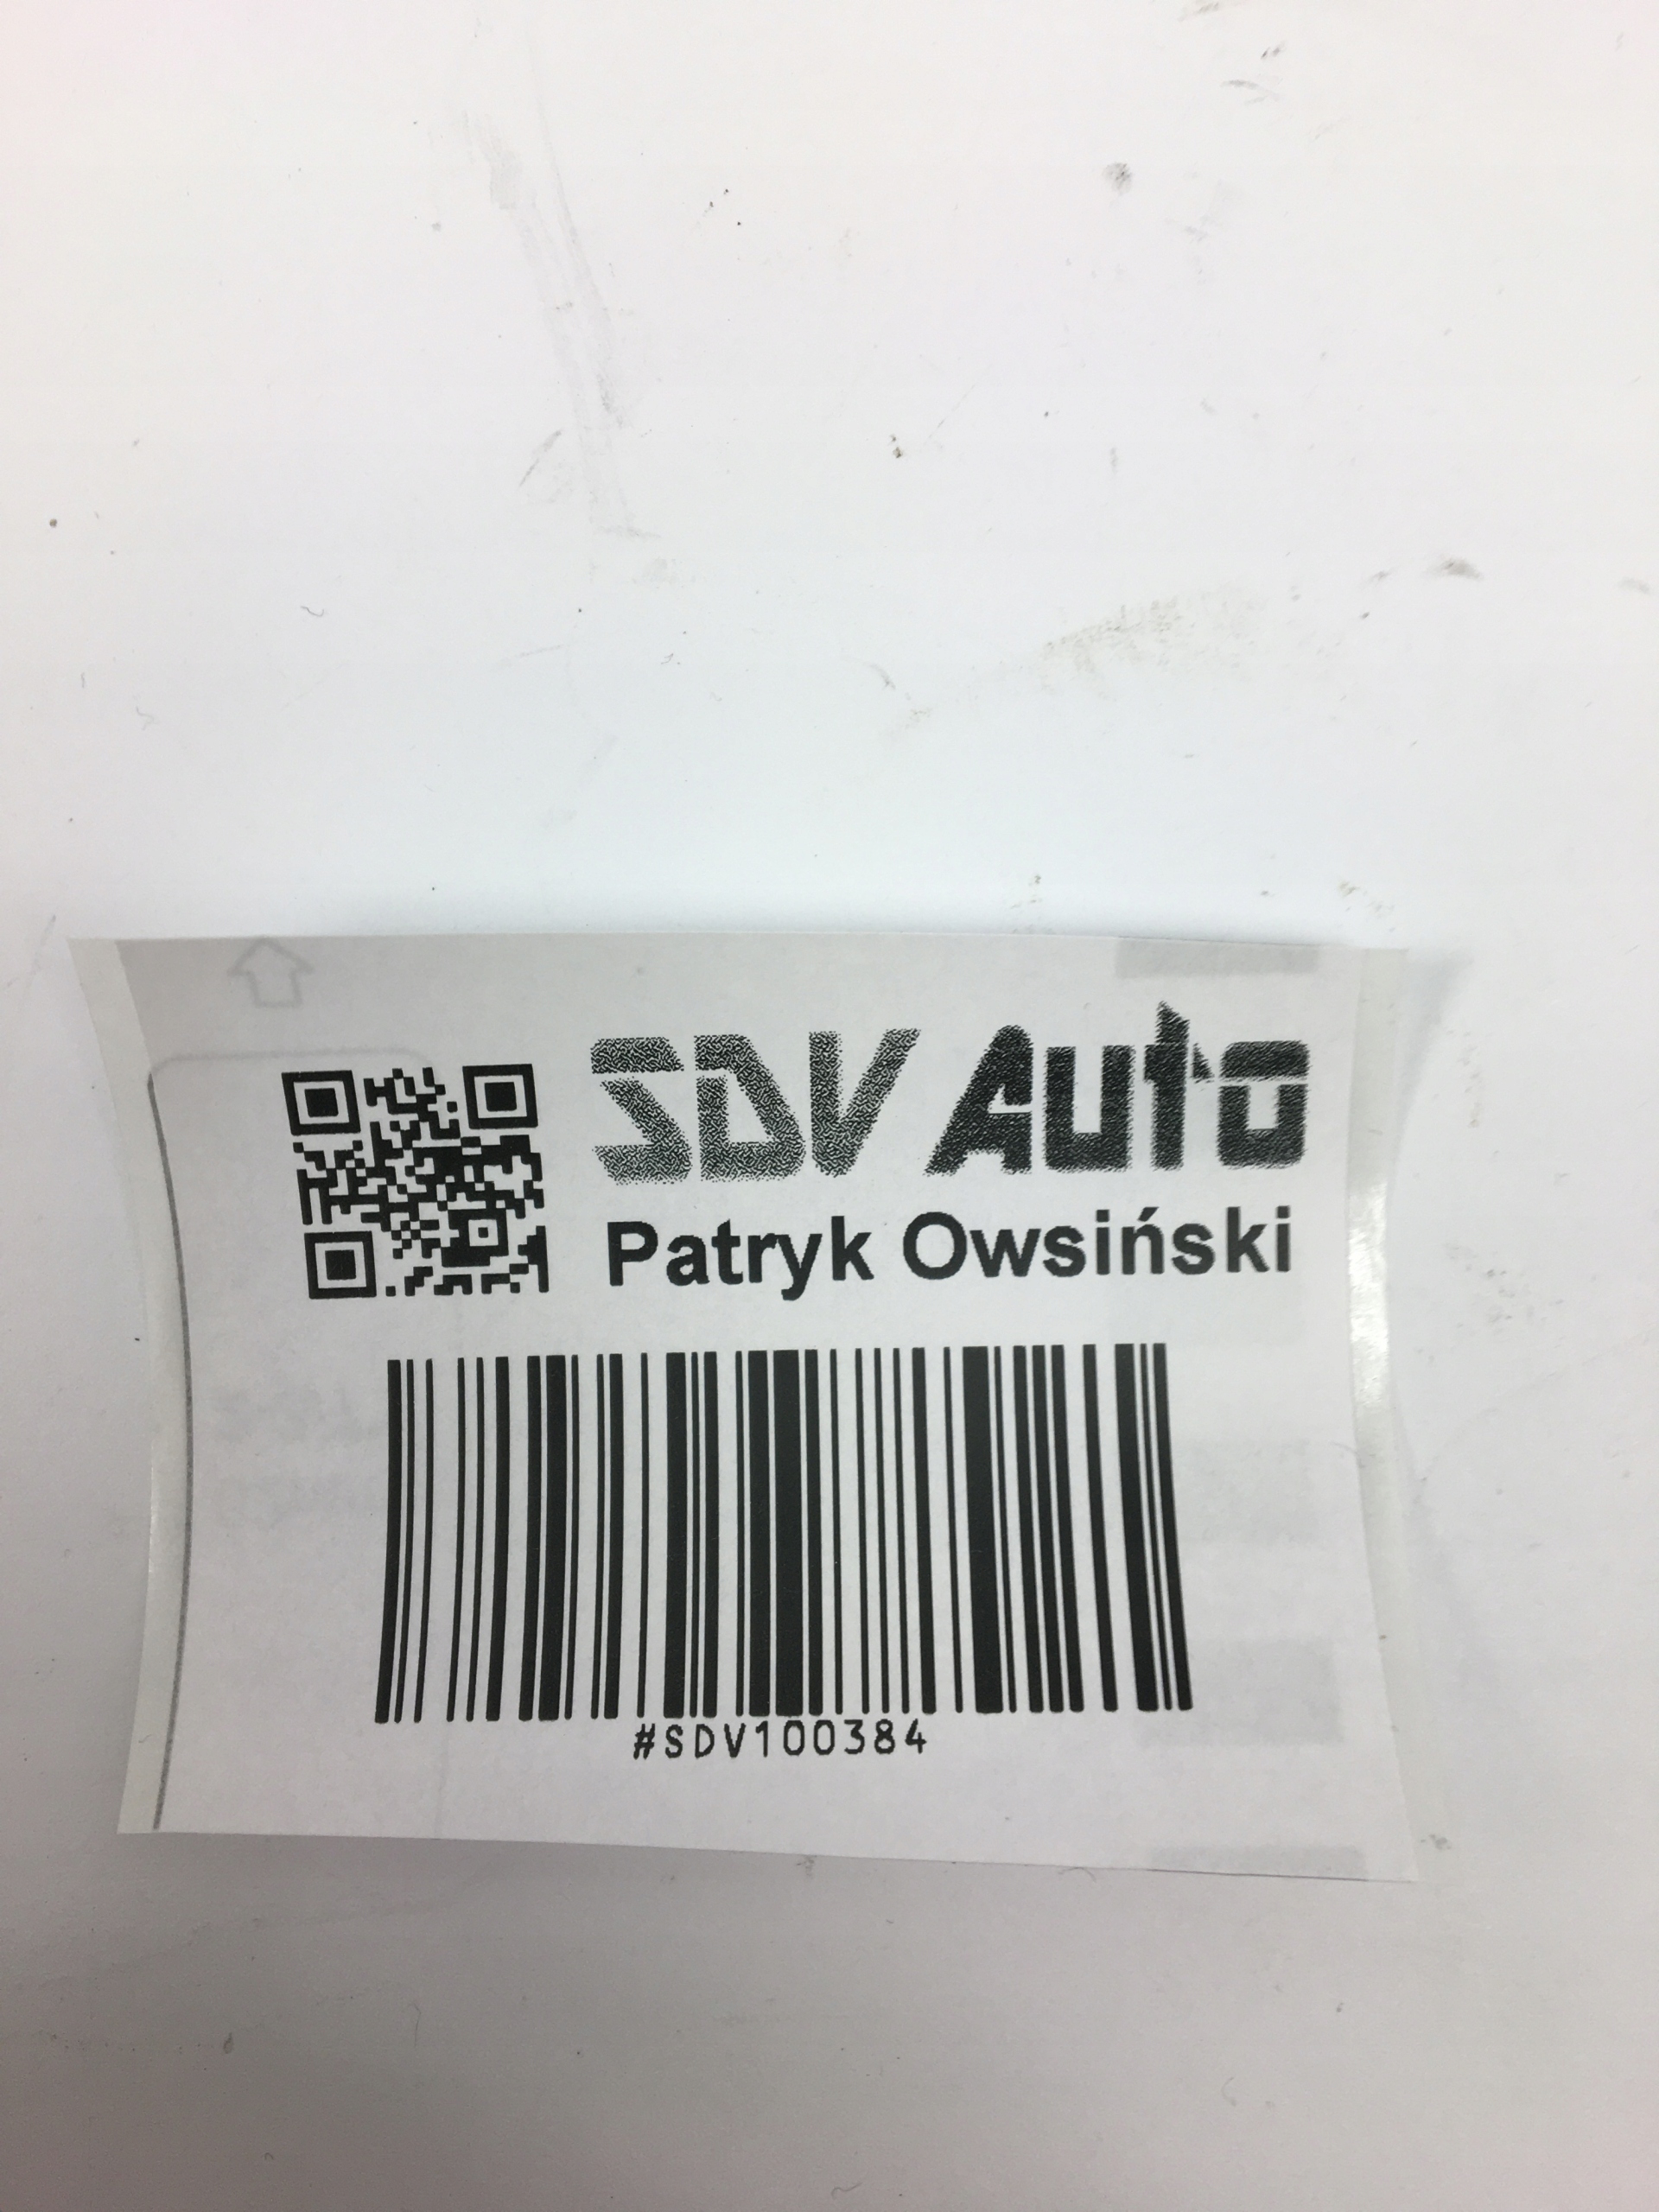 SDV Auto
Patryk Owsiński
#SDV100384